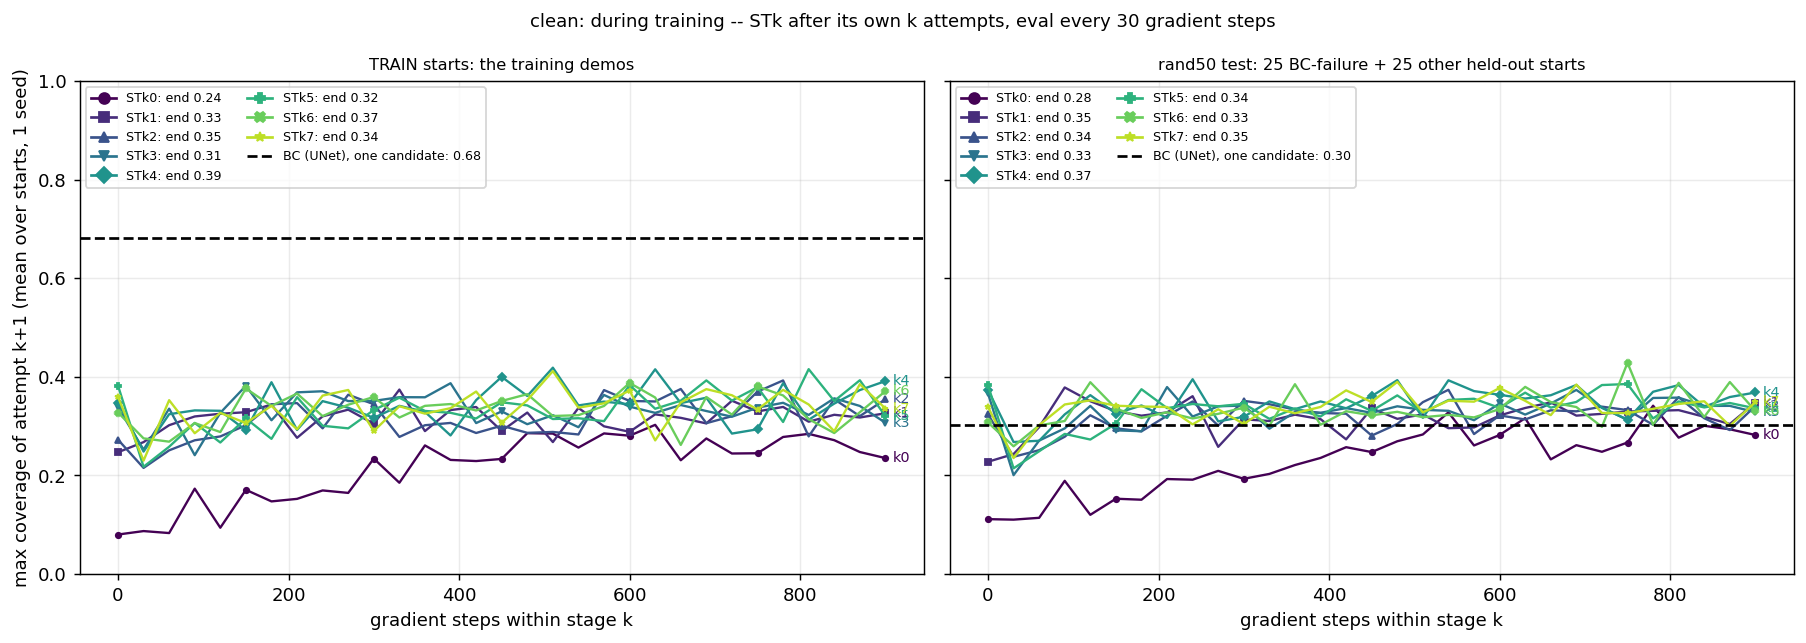 clean: during training -- STk after its own k attempts, eval every 30 gradient steps
TRAIN starts: the training demos
max coverage of attempt k+1 (mean over starts, 1 seed)
1.0
0.8
0.6
0.4
0.2
0.0
STk0: end 0.24
STk1: end 0.33
STk2: end 0.35
STk3: end 0.31
STk4: end 0.39
STk5: end 0.32
STk6: end 0.37
STk7: end 0.34
BC (UNet), one candidate: 0.68
k4
k6
k2
k3
k0
0
200
400
600
800
gradient steps within stage k
rand50 test: 25 BC-failure + 25 other held-out starts
STk0: end 0.28
STk1: end 0.35
STk2: end 0.34
STk3: end 0.33
STk4: end 0.37
STk5: end 0.34
STk6: end 0.33
STk7: end 0.35
BC (UNet), one candidate: 0.30
k4
k0
0
200
400
600
800
gradient steps within stage k